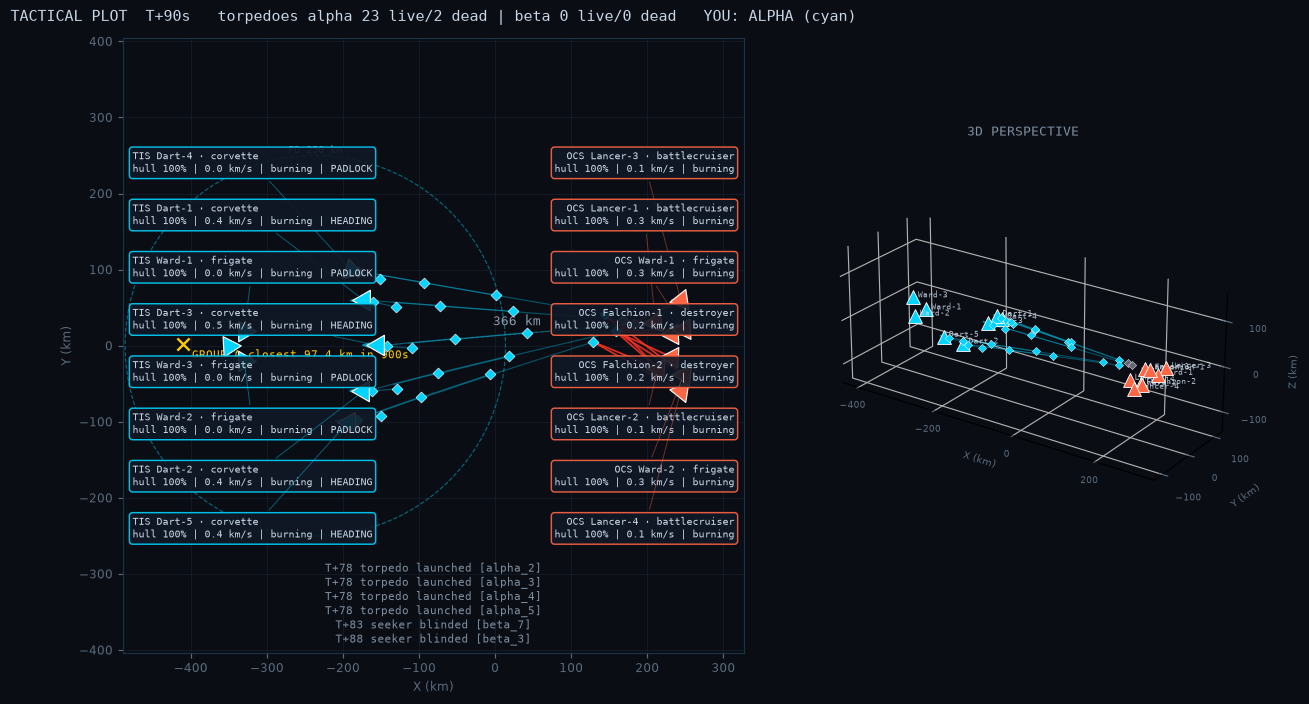 TACTICAL PLOT  T+90s   torpedoes alpha 23 live/2 dead | beta 0 live/0 dead   YOU: ALPHA (cyan)
400
300
200
100
0
−100
−200
−300
−400
Y (km)
−400
−300
−200
−100
0
100
200
300
X (km)
TIS Dart-4 · corvette
hull 100% | 0.0 km/s | burning | PADLOCK
TIS Dart-1 · corvette
hull 100% | 0.4 km/s | burning | HEADING
TIS Ward-1 · frigate
hull 100% | 0.0 km/s | burning | PADLOCK
TIS Dart-3 · corvette
hull 100% | 0.5 km/s | burning | HEADING
TIS Ward-3 · frigate
hull 100% | 0.0 km/s | burning | PADLOCK
TIS Ward-2 · frigate
hull 100% | 0.0 km/s | burning | PADLOCK
TIS Dart-2 · corvette
hull 100% | 0.4 km/s | burning | HEADING
TIS Dart-5 · corvette
hull 100% | 0.4 km/s | burning | HEADING
366 km
closest 97.4 km in
OCS Lancer-3 · battlecruiser
hull 100% | 0.1 km/s | burning
OCS Lancer-1 · battlecruiser
hull 100% | 0.3 km/s | burning
OCS Ward-1 · frigate
hull 100% | 0.3 km/s | burning
OCS Falchion-1 · destroyer
hull 100% | 0.2 km/s | burning
OCS Falchion-2 · destroyer
hull 100% | 0.2 km/s | burning
OCS Lancer-2 · battlecruiser
hull 100% | 0.1 km/s | burning
OCS Ward-2 · frigate
hull 100% | 0.3 km/s | burning
OCS Lancer-4 · battlecruiser
hull 100% | 0.1 km/s | burning
T+78 torpedo launched [alpha_2]
T+78 torpedo launched [alpha_3]
T+78 torpedo launched [alpha_4]
T+78 torpedo launched [alpha_5]
T+83 seeker blinded [beta_7]
T+88 seeker blinded [beta_3]
3D PERSPECTIVE
Ward-3
Ward-1
Dart-5
−400
−200
0
200
X (km)
−100
0
100
Y (km)
100
0
−100
Z (km)